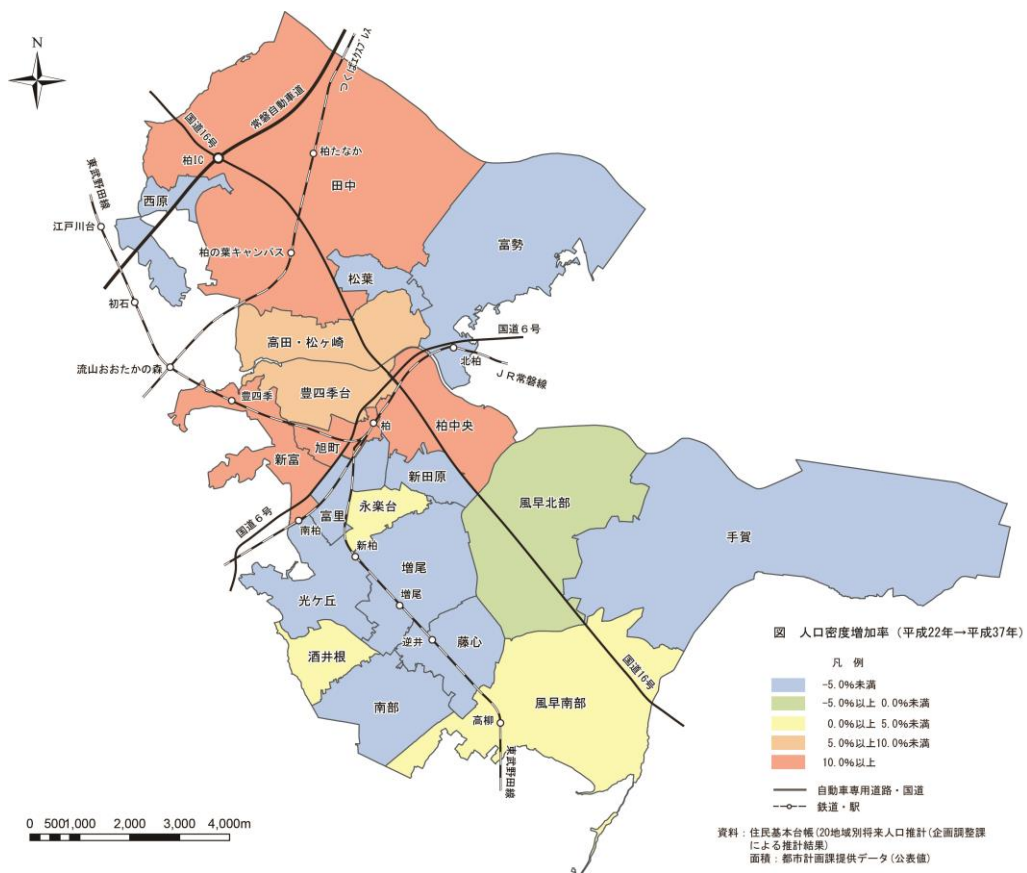 N
つくばエクスプレス
常磐自動車道
国道16号
柏IC
柏たなか
田中
東武野田線
西原
江戸川台
富勢
柏の葉キャンパス
松葉
初石
国道6号
高田・松ヶ崎
北柏
JR常磐線
流山おおたかの森
豊四季台
豊四季
柏
柏中央
旭町
新富
新田原
風早北部
永楽台
富里
国道6号
南柏
手賀
新柏
増尾
光ケ丘
増尾
図 人口密度増加率(平成22年→平成37年)
逆井
藤心
酒井根
凡 例
国道16号
-5.0%未満
南部
風早南部
-5.0%以上 0.0%未満
高柳
0.0%以上 5.0%未満
5.0%以上10.0%未満
東武野田線
10.0%以上
自動車専用道路・国道
鉄道・駅
0 5001,000 2,000 3,000 4,000m
資料:住民基本台帳(20地域別将来人口推計(企画調整課
による推計結果)
面積:都市計画課提供データ(公表値)